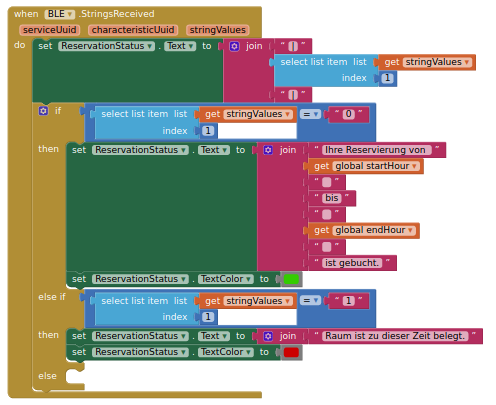 when BLE .StringsReceived
serviceUuid characteristicUuid stringValues
do set ReservationStatus . Text to join " | "
select list item list get stringValues
index 1
" | "
if select list item list get stringValues = " 0 "
index 1
then set ReservationStatus . Text to join " Ihre Reservierung von "
get global startHour
" "
" bis "
" "
get global endHour
" "
" ist gebucht. "
set ReservationStatus . TextColor to
else if select list item list get stringValues = " 1 "
index 1
then set ReservationStatus . Text to join " Raum ist zu dieser Zeit belegt. "
set ReservationStatus . TextColor to
else